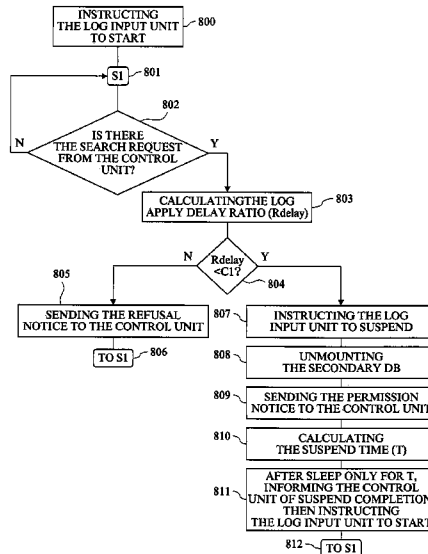 INSTRUCTING
THE LOG INPUT UNIT
TO START
800
S1
801
802
IS THERE
THE SEARCH REQUEST
FROM THE CONTROL
UNIT?
N
Y
CALCULATINGTHE LOG
APPLY DELAY RATIO (Rdelay)
803
N
Rdelay
<C1?
Y
804
805
SENDING THE REFUSAL
NOTICE TO THE CONTROL UNIT
TO S1
806
807
INSTRUCTING THE LOG
INPUT UNIT TO SUSPEND
808
UNMOUNTING
THE SECONDARY DB
809
SENDING THE PERMISSION
NOTICE TO THE CONTROL UNIT
810
CALCULATING
THE SUSPEND TIME (T)
811
AFTER SLEEP ONLY FOR T,
INFORMING THE CONTROL
UNIT OF SUSPEND COMPLETION
THEN INSTRUCTING
THE LOG INPUT UNIT TO START
812
TO S1